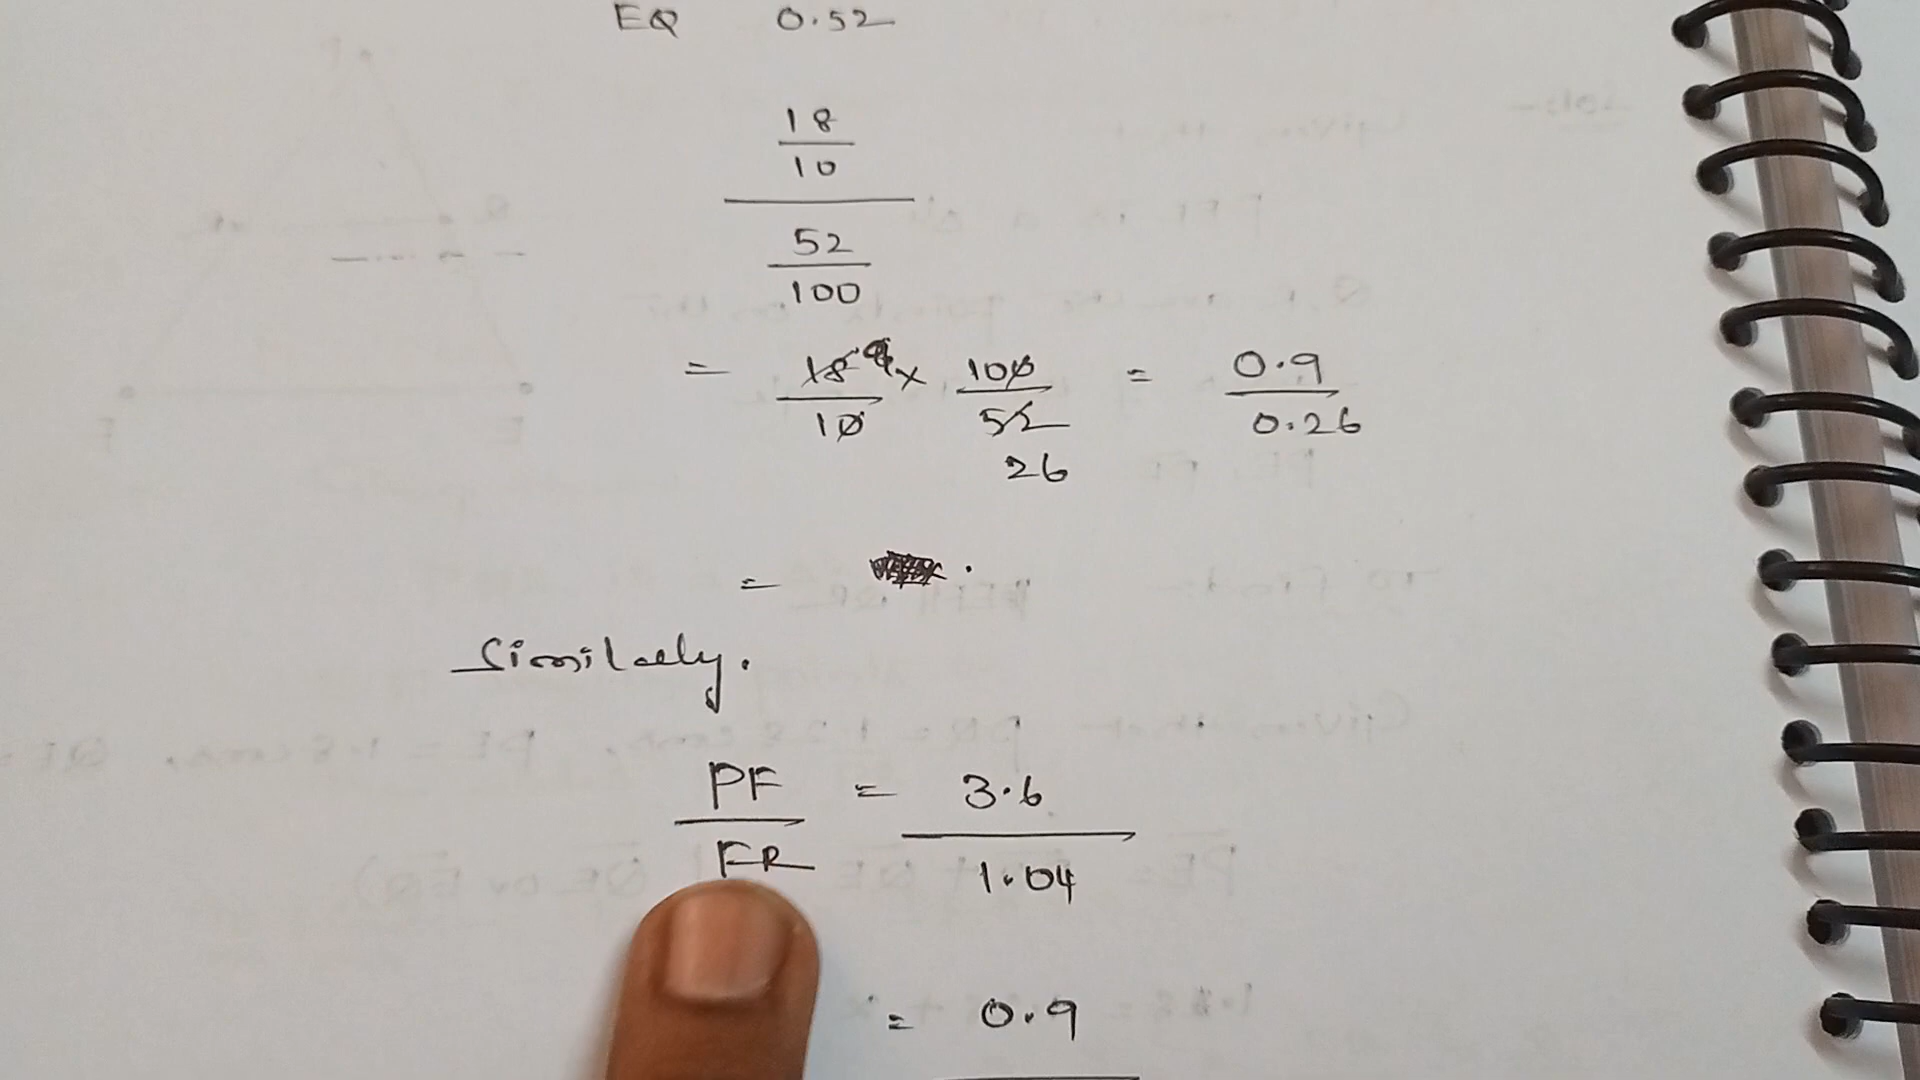 EQ 0.52
18
10
52
100
= 18 9 x 100 = 0.9
10 52 0.26
26
=
Similarly.
PF = 3.6
FR 1.04
= 0.9